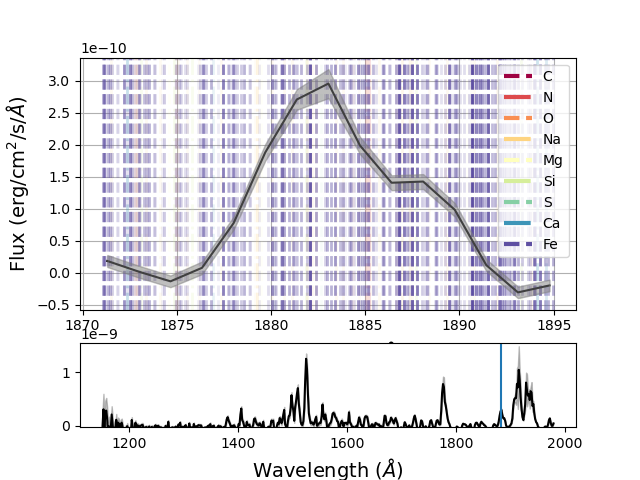 1e−10
Flux (erg/cm²/s/Å)
3.0
2.5
2.0
1.5
1.0
0.5
0.0
−0.5
C
N
O
Na
Mg
Si
S
Ca
Fe
1870 1875 1880 1885 1890 1895
1e−9
1
0
1200 1400 1600 1800 2000
Wavelength (Å)